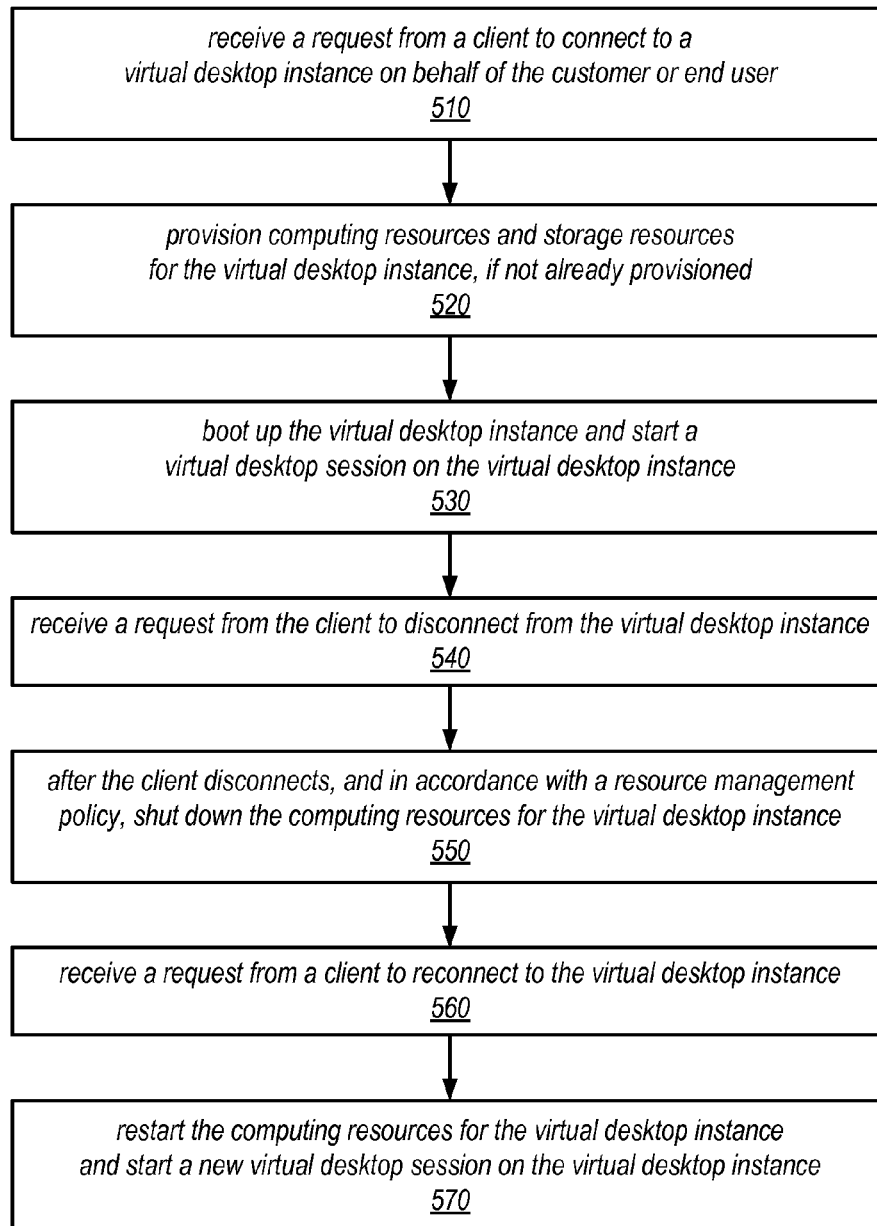 receive a request from a client to connect to a
virtual desktop instance on behalf of the customer or end user
510
provision computing resources and storage resources
for the virtual desktop instance, if not already provisioned
520
boot up the virtual desktop instance and start a
virtual desktop session on the virtual desktop instance
530
receive a request from the client to disconnect from the virtual desktop instance
540
after the client disconnects, and in accordance with a resource management
policy, shut down the computing resources for the virtual desktop instance
550
receive a request from a client to reconnect to the virtual desktop instance
560
restart the computing resources for the virtual desktop instance
and start a new virtual desktop session on the virtual desktop instance
570